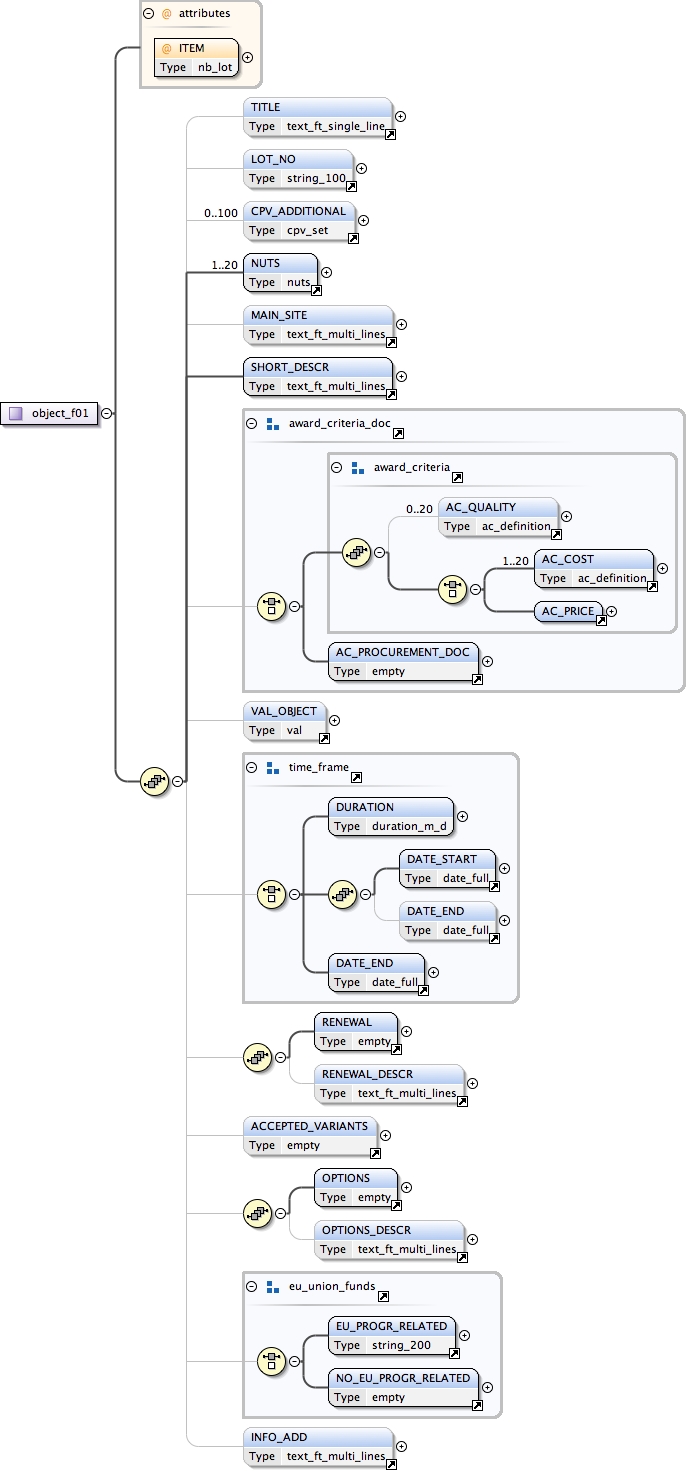 attributes
@ ITEM
Type nb_lot
TITLE
Type text_ft_single_line
LOT_NO
Type string_100
0..100
CPV_ADDITIONAL
Type cpv_set
1..20
NUTS
Type nuts
MAIN_SITE
Type text_ft_multi_lines
SHORT_DESCR
Type text_ft_multi_lines
object_f01
award_criteria_doc
award_criteria
0..20
AC_QUALITY
Type ac_definition
1..20
AC_COST
Type ac_definition
AC_PRICE
AC_PROCUREMENT_DOC
Type empty
VAL_OBJECT
Type val
time_frame
DURATION
Type duration_m_d
DATE_START
Type date_full
DATE_END
Type date_full
DATE_END
Type date_full
RENEWAL
Type empty
RENEWAL_DESCR
Type text_ft_multi_lines
ACCEPTED_VARIANTS
Type empty
OPTIONS
Type empty
OPTIONS_DESCR
Type text_ft_multi_lines
eu_union_funds
EU_PROGR_RELATED
Type string_200
NO_EU_PROGR_RELATED
Type empty
INFO_ADD
Type text_ft_multi_lines